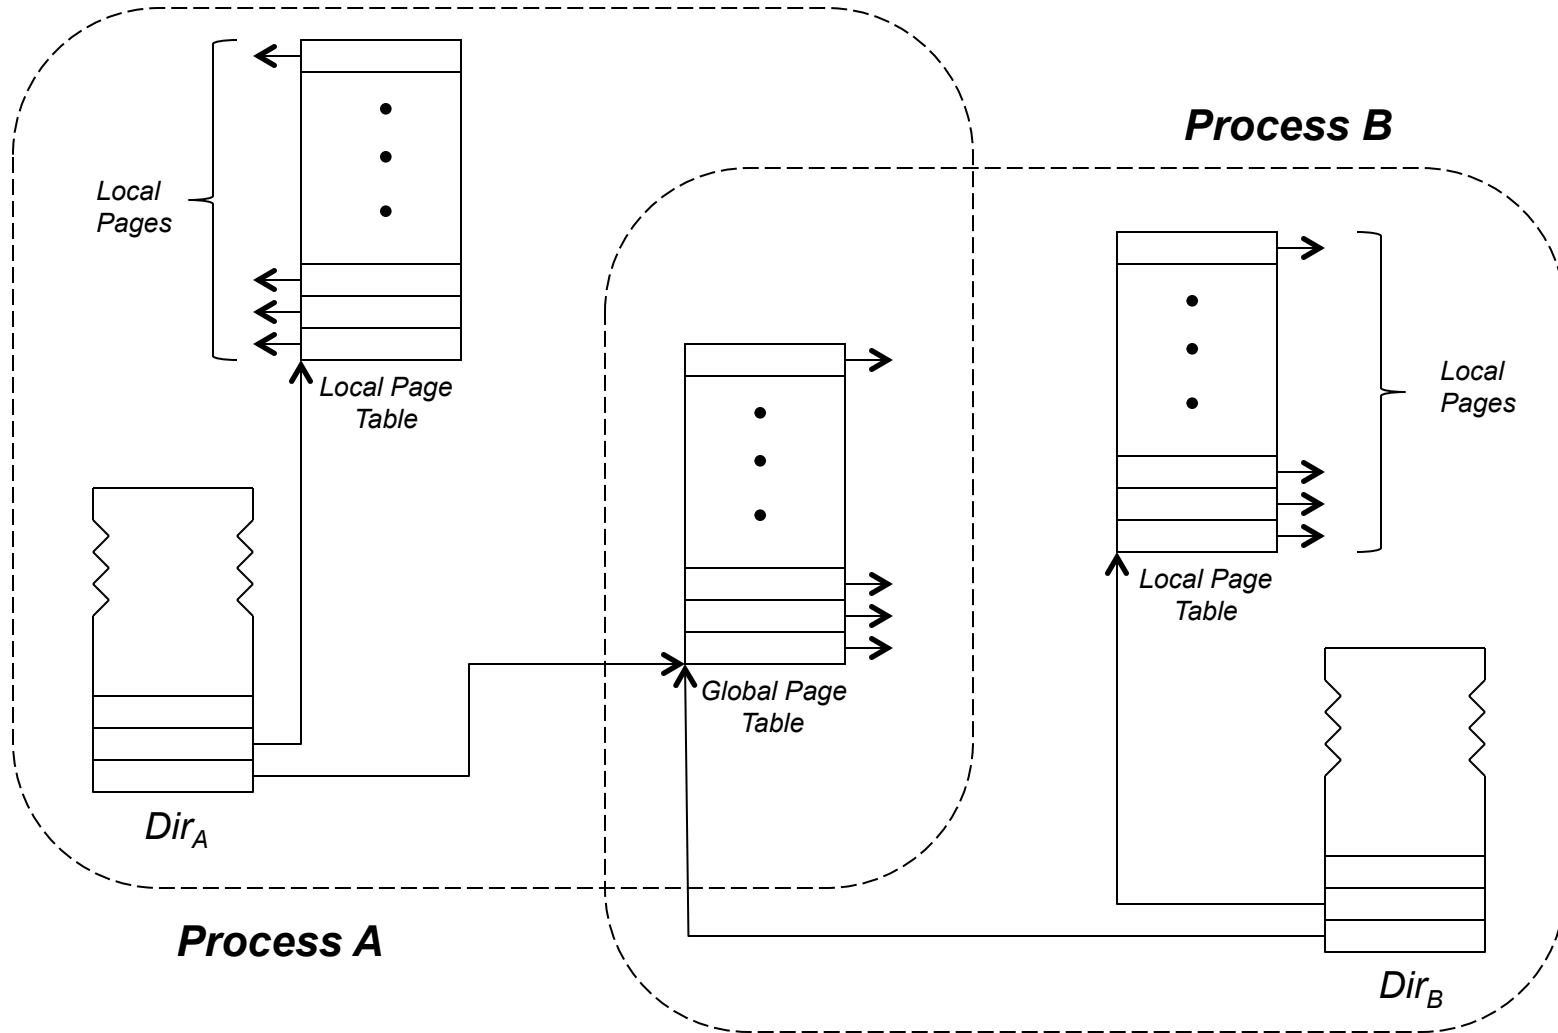 Process B
Local
Pages
Local Page
Table
Local
Pages
Local Page
Table
Global Page
Table
Dir_A
Process A
Dir_B